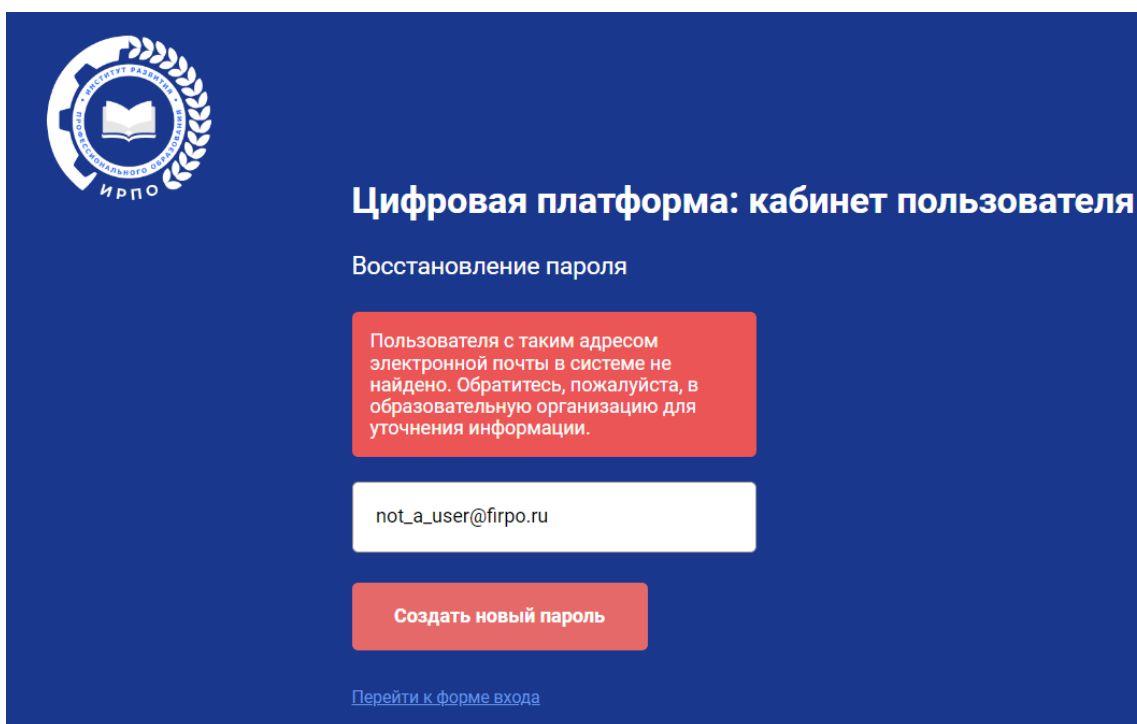 ИНСТИТУТ РАЗВИТИЯ
ПРОФЕССИОНАЛЬНОГО ОБРАЗОВАНИЯ
ИРПО
Цифровая платформа: кабинет пользователя
Восстановление пароля
Пользователя с таким адресом
электронной почты в системе не
найдено. Обратитесь, пожалуйста, в
образовательную организацию для
уточнения информации.
not_a_user@firpo.ru
Создать новый пароль
Перейти к форме входа